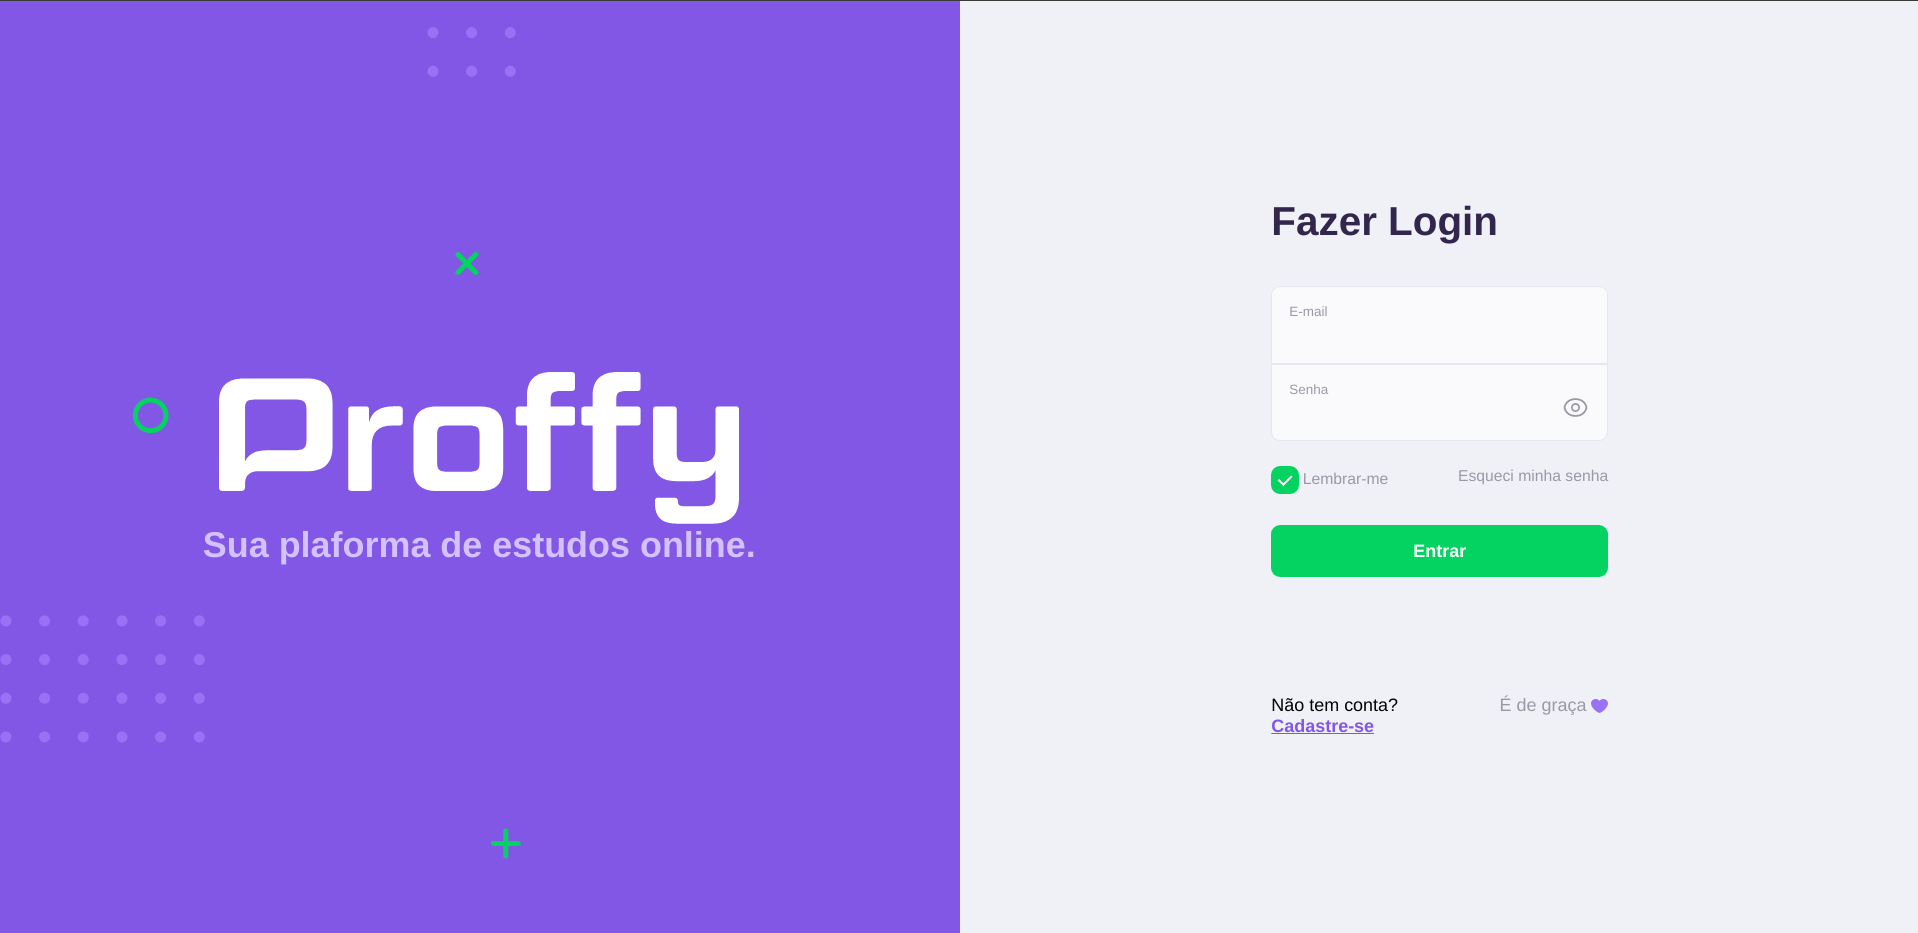 Proffy
Sua plaforma de estudos online.
Fazer Login
E-mail
Senha
Lembrar-me
Esqueci minha senha
Entrar
Não tem conta?
Cadastre-se
É de graça